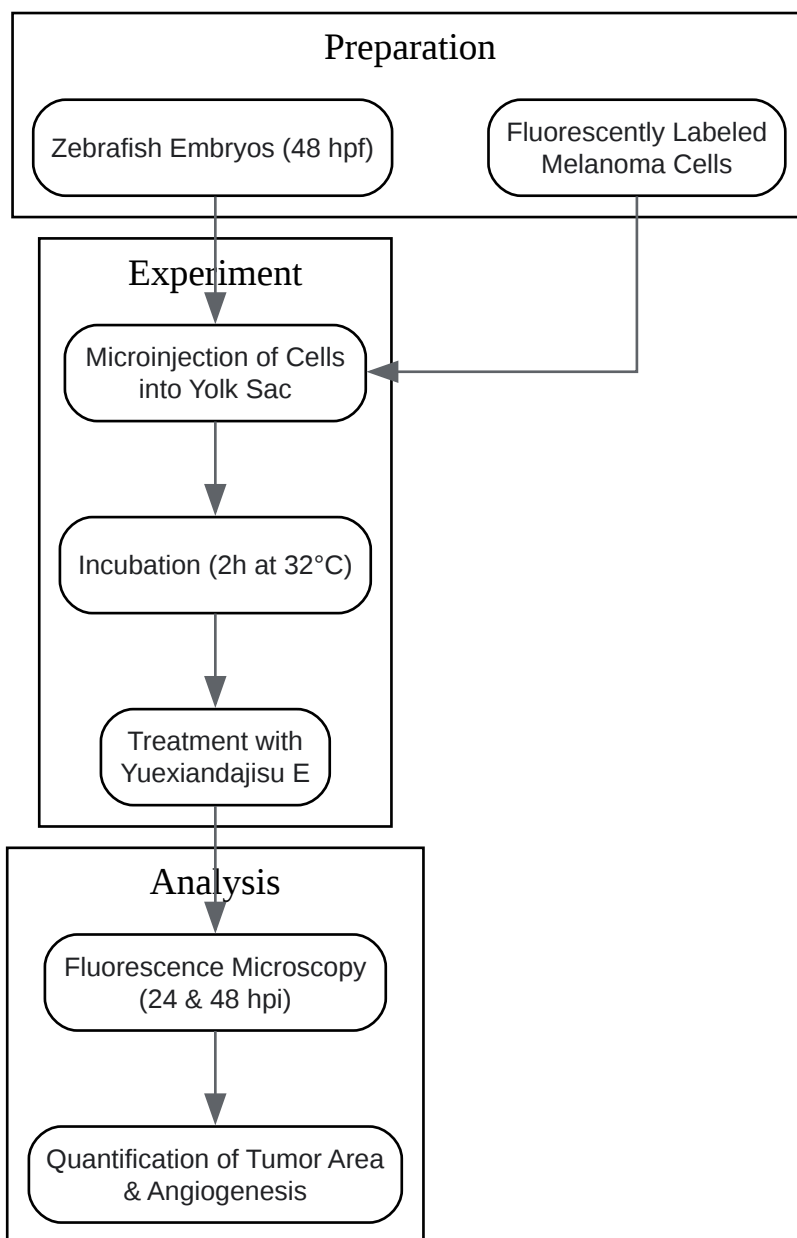 Preparation
Zebrafish Embryos (48 hpf)
Fluorescently Labeled
Melanoma Cells
Experiment
Microinjection of Cells
into Yolk Sac
Incubation (2h at 32°C)
Treatment with
Yuexiandajisu E
Analysis
Fluorescence Microscopy
(24 & 48 hpi)
Quantification of Tumor Area
& Angiogenesis